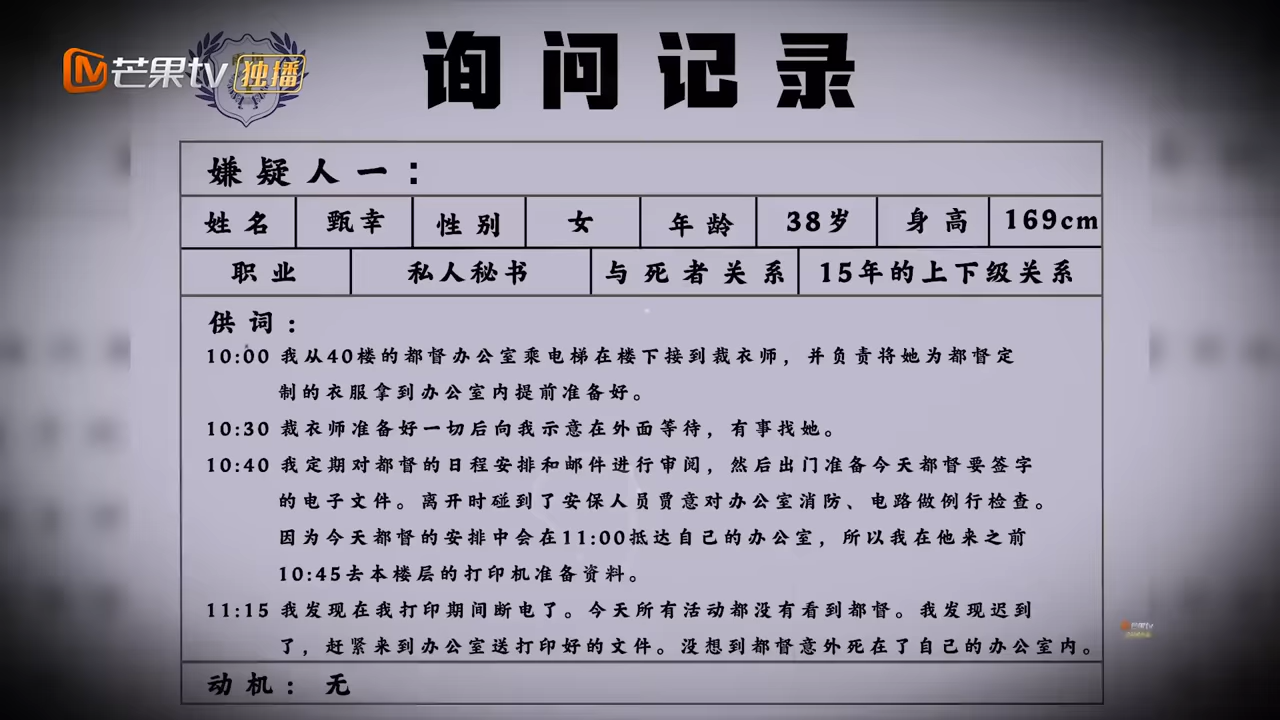 芒果tv 独播
询问记录
嫌疑人一：
姓名 甄幸 性别 女 年龄 38岁 身高 169cm
职业 私人秘书 与死者关系 15年的上下级关系
供词：
10:00 我从40楼的都督办公室乘电梯在楼下接到裁衣师，并负责将她为都督定
制的衣服拿到办公室内提前准备好。
10:30 裁衣师准备好一切后向我示意在外面等待，有事找她。
10:40 我定期对都督的日程安排和邮件进行审阅，然后出门准备今天都督要签字
的电子文件。离开时碰到了安保人员贾意对办公室消防、电路做例行检查。
因为今天都督的安排中会在11:00抵达自己的办公室，所以我在他来之前
10:45去本楼层的打印机准备资料。
11:15 我发现在我打印期间断电了。今天所有活动都没有看到都督。我发现迟到
了，赶紧来到办公室送打印好的文件。没想到都督意外死在了自己的办公室内。
动机：无
芒果tv